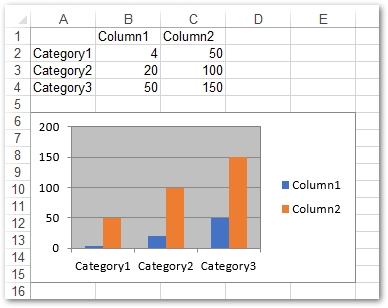 A B C D E
1 Column1 Column2
2 Category1 4 50
3 Category2 20 100
4 Category3 50 150
5
6
7
8
9
10
11
12
13
14
15
16
200
150
100
50
0
Category1 Category2 Category3
Column1
Column2